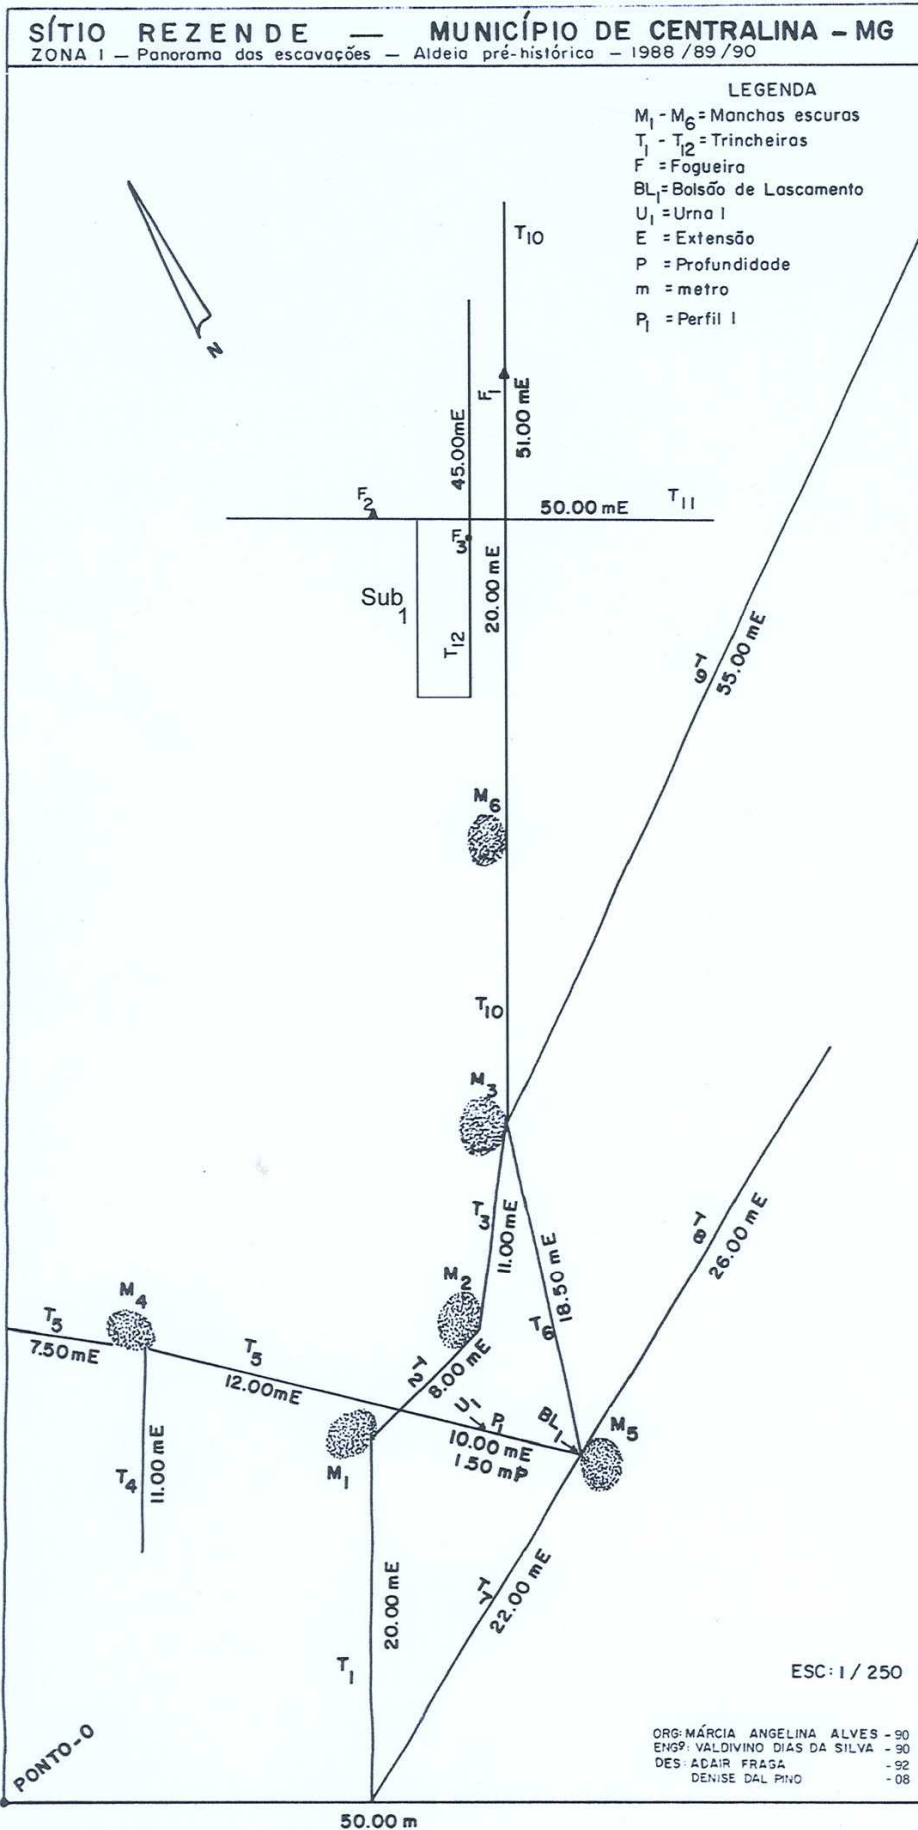 SÍTIO REZENDE — MUNICÍPIO DE CENTRALINA - MG
ZONA I — Panorama das escavações — Aldeia pré-histórica — 1988/89/90
LEGENDA
M1 - M6 = Manchas escuras
T1 - T12 = Trincheiras
F = Fogueira
BL1 = Bolsão de Lascamento
U1 = Urna I
E = Extensão
P = Profundidade
m = metro
P1 = Perfil I
N
T10
F1
51.00 mE
45.00mE
F2
50.00 mE
T11
F3
20.00 mE
Sub1
T12
T9
55.00 mE
M6
T10
M3
T3
11.00mE
18.50 mE
T6
T8
26.00 mE
M4
M2
T5
7.50 mE
T5
12.00mE
T2
8.00 mE
U1
P1
10.00 mE
1.50 mP
BL1
M5
M1
T4
11.00 mE
T7
22.00 mE
20.00 mE
T1
ESC: 1 / 250
PONTO-O
ORG: MÁRCIA ANGELINA ALVES - 90
ENGº: VALDIVINO DIAS DA SILVA - 90
DES: ADAIR FRAGA - 92
DENISE DAL PINO - 08
50.00 m